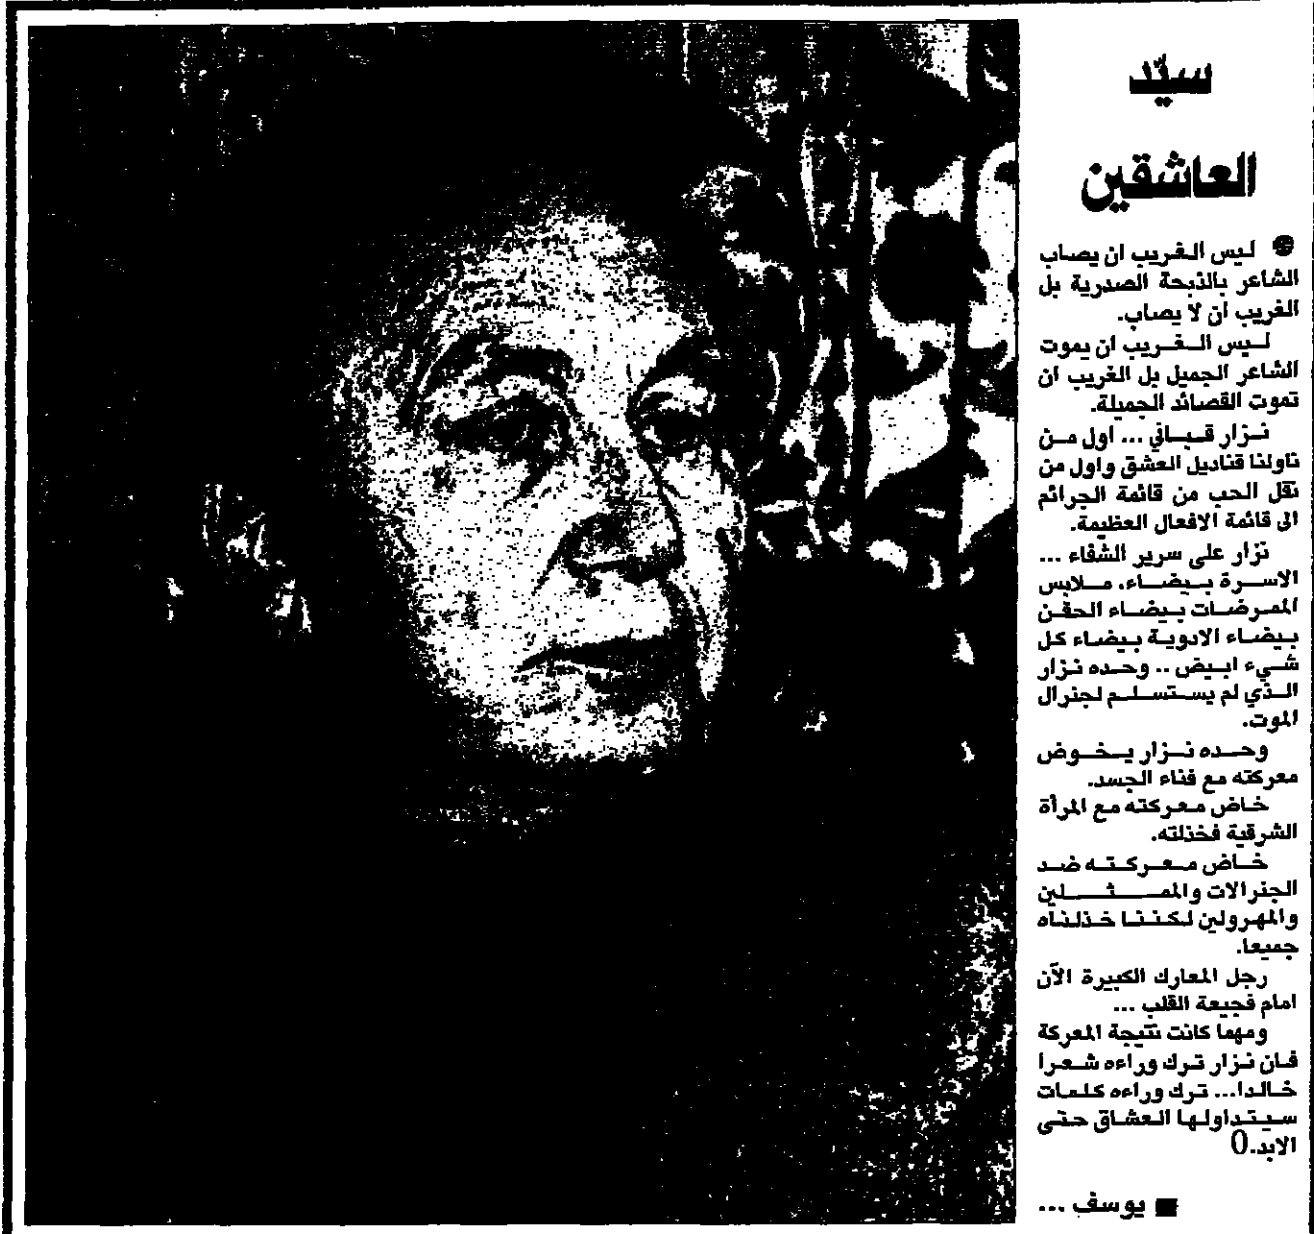 سيّد
العاشقين
● ليس الغريب ان يصاب
الشاعر بالذبحة الصدرية بل
الغريب ان لا يصاب.
ليس الغريب ان يموت
الشاعر الجميل بل الغريب ان
تموت القصائد الجميلة.
نزار قباني ... اول من
ناولنا قناديل العشق واول من
نقل الحب من قائمة الجرائم
الى قائمة الافعال العظيمة.
نزار على سرير الشقاء ...
الاسرة بيضاء، ملابس
الممرضات بيضاء الحقن
بيضاء الادوية بيضاء كل
شيء ابيض .. وحده نزار
الذي لم يستسلم لجنرال
الموت.
وحده نزار يخوض
معركته مع فناء الجسد.
خاض معركته مع المرأة
الشرقية فخذلته.
خاض معركته ضد
الجنرالات والممثلين
والمهرولين لكننا خذلناه
جميعا.
رجل المعارك الكبيرة الآن
امام فجيعة القلب ...
ومهما كانت نتيجة المعركة
فان نزار ترك وراءه شعرا
خالدا... ترك وراءه كلمات
سيتداولها العشاق حتى
الابد.0
■ يوسف ...